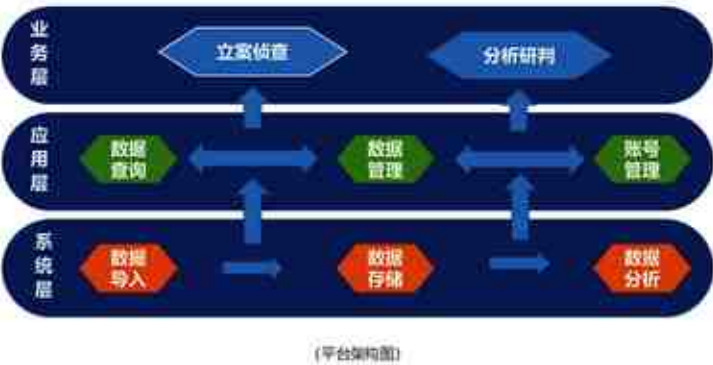 业务层
立案侦查
分析研判
应用层
数据
查询
数据
管理
账号
管理
系统层
数据
导入
数据
存储
数据
分析
(平台架构图)